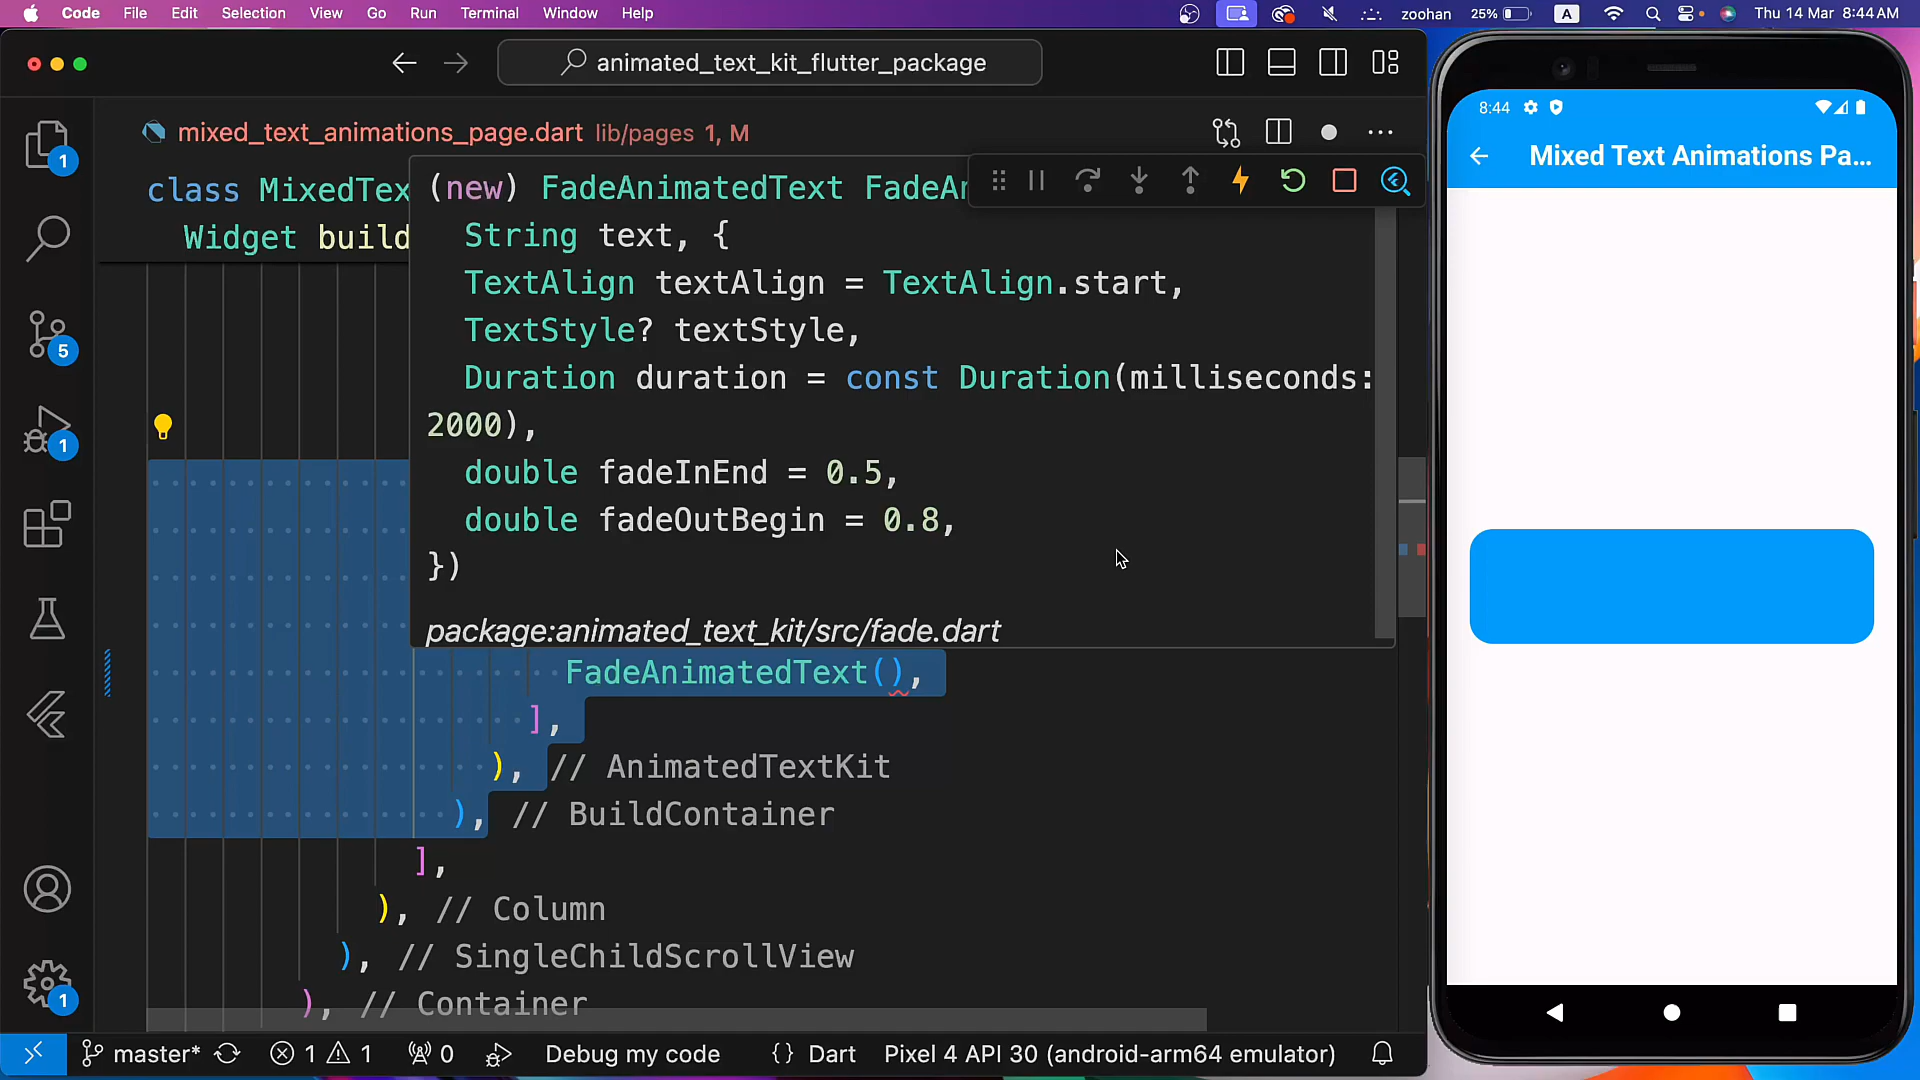 Code File Edit Selection View Go Run Terminal Window Help zoohan 25% A Thu 14 Mar 8:44 AM
animated_text_kit_flutter_package
mixed_text_animations_page.dart lib/pages 1, M
class MixedTex
Widget build
(new) FadeAnimatedText FadeAn
String text, {
TextAlign textAlign = TextAlign.start,
TextStyle? textStyle,
Duration duration = const Duration(milliseconds:
2000),
double fadeInEnd = 0.5,
double fadeOutBegin = 0.8,
})
package:animated_text_kit/src/fade.dart
FadeAnimatedText(),
],
), // AnimatedTextKit
), // BuildContainer
],
), // Column
), // SingleChildScrollView
), // Container
1
5
1
1
master* 1 1 0 Debug my code {} Dart Pixel 4 API 30 (android-arm64 emulator)
8:44
Mixed Text Animations Pa...